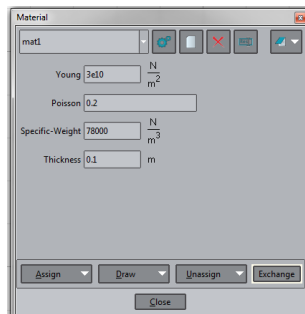 Material
mat1
Young 3e10 N/m²
Poisson 0.2
Specific-Weight 78000 N/m³
Thickness 0.1 m
Assign Draw Unassign Exchange
Close